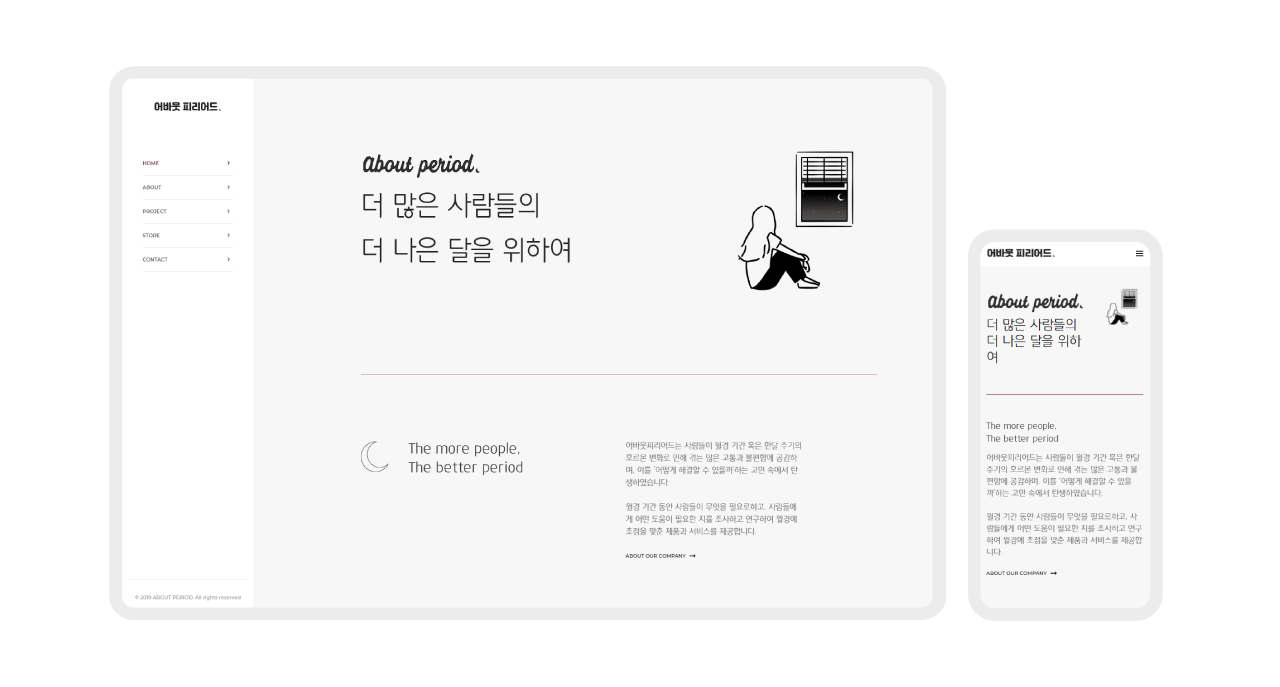 어바웃 피리어드.
HOME
ABOUT
PROJECT
STORE
CONTACT
© 2019 ABOUT PERIOD. All rights reserved
About period.
더 많은 사람들의
더 나은 달을 위하여
The more people,
The better period
어바웃피리어드는 사람들이 월경 기간 혹은 한달 주기의
호르몬 변화로 인해 겪는 많은 고통과 불편함에 공감하
며, 이를 '어떻게 해결할 수 있을까'하는 고민 속에서 탄
생하였습니다.
월경 기간 동안 사람들이 무엇을 필요로하고, 사람들에
게 어떤 도움이 필요한 지를 조사하고 연구하여 월경에
초점을 맞춘 제품과 서비스를 제공합니다.
ABOUT OUR COMPANY →
어바웃 피리어드.
About period.
더 많은 사람들의
더 나은 달을 위하
여
The more people,
The better period
어바웃피리어드는 사람들이 월경 기간 혹은 한달
주기의 호르몬 변화로 인해 겪는 많은 고통과 불
편함에 공감하며, 이를 '어떻게 해결할 수 있을
까'하는 고민 속에서 탄생하였습니다.
월경 기간 동안 사람들이 무엇을 필요로하고, 사
람들에게 어떤 도움이 필요한 지를 조사하고 연구
하여 월경에 초점을 맞춘 제품과 서비스를 제공합
니다.
ABOUT OUR COMPANY →